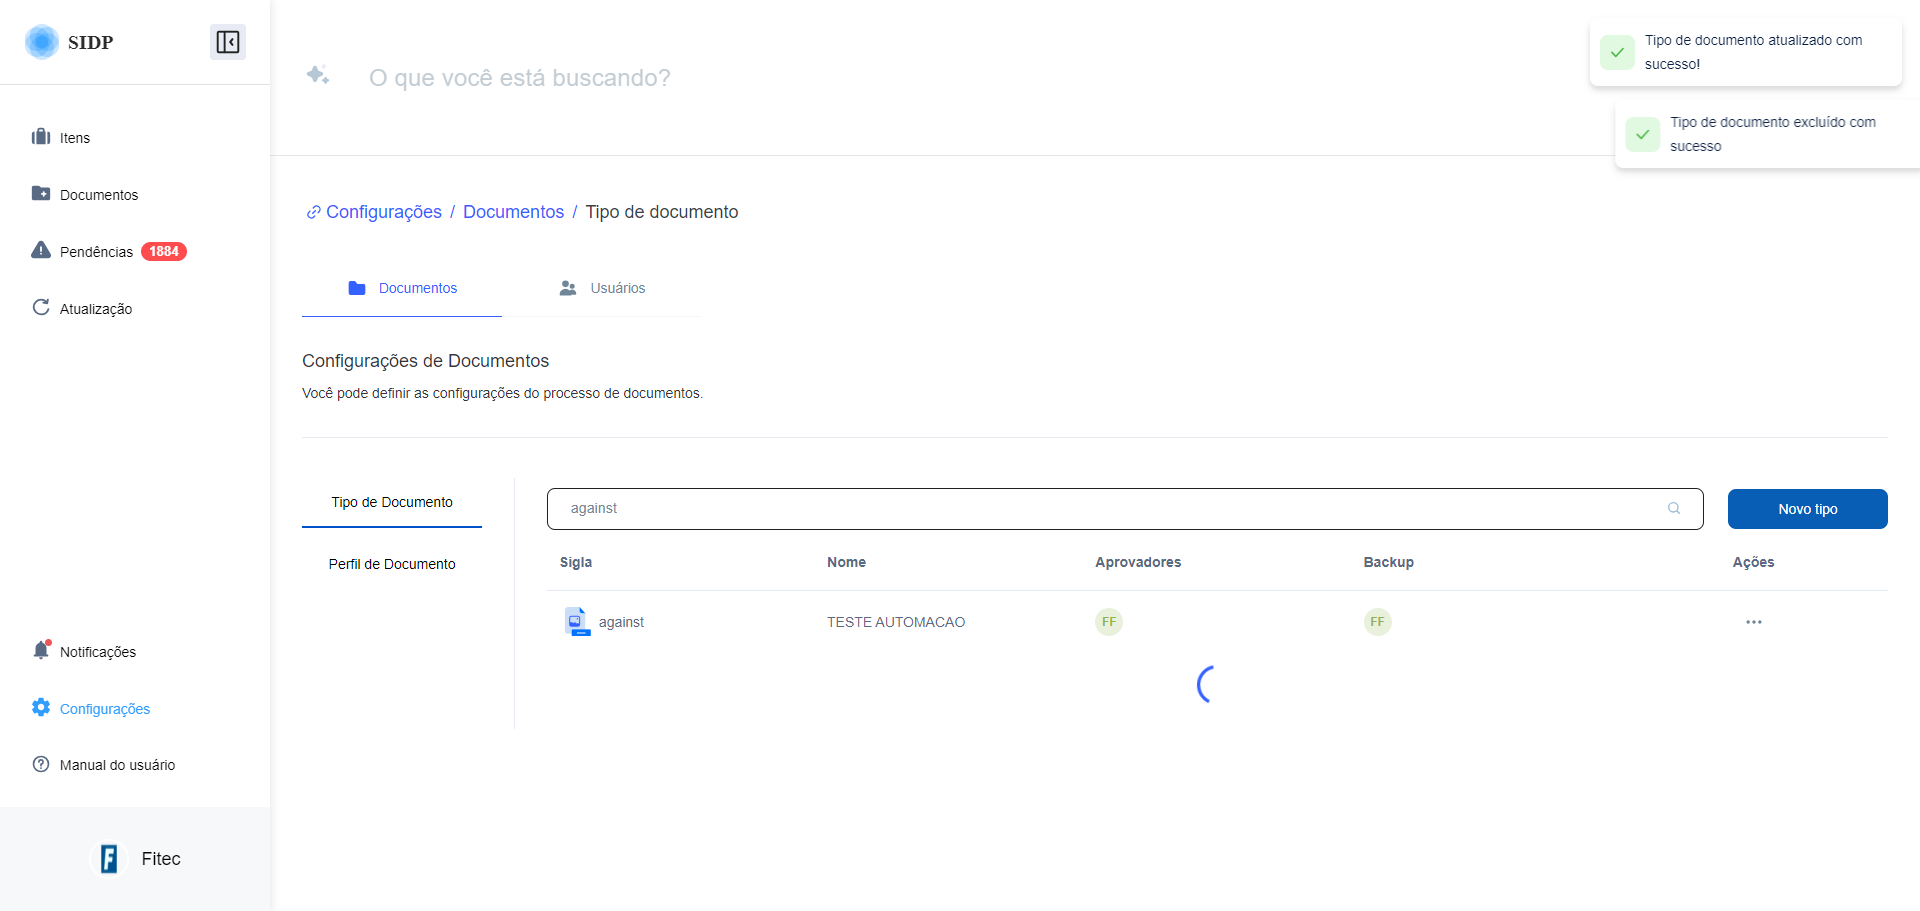 SIDP
O que você está buscando?
Tipo de documento atualizado com
sucesso!
Tipo de documento excluído com
sucesso
Itens
Documentos
Pendências 1884
Atualização
Configurações / Documentos / Tipo de documento
Documentos
Usuários
Configurações de Documentos
Você pode definir as configurações do processo de documentos.
Tipo de Documento
Perfil de Documento
against
Novo tipo
Sigla Nome Aprovadores Backup Ações
against TESTE AUTOMACAO FF FF
Notificações
Configurações
Manual do usuário
Fitec